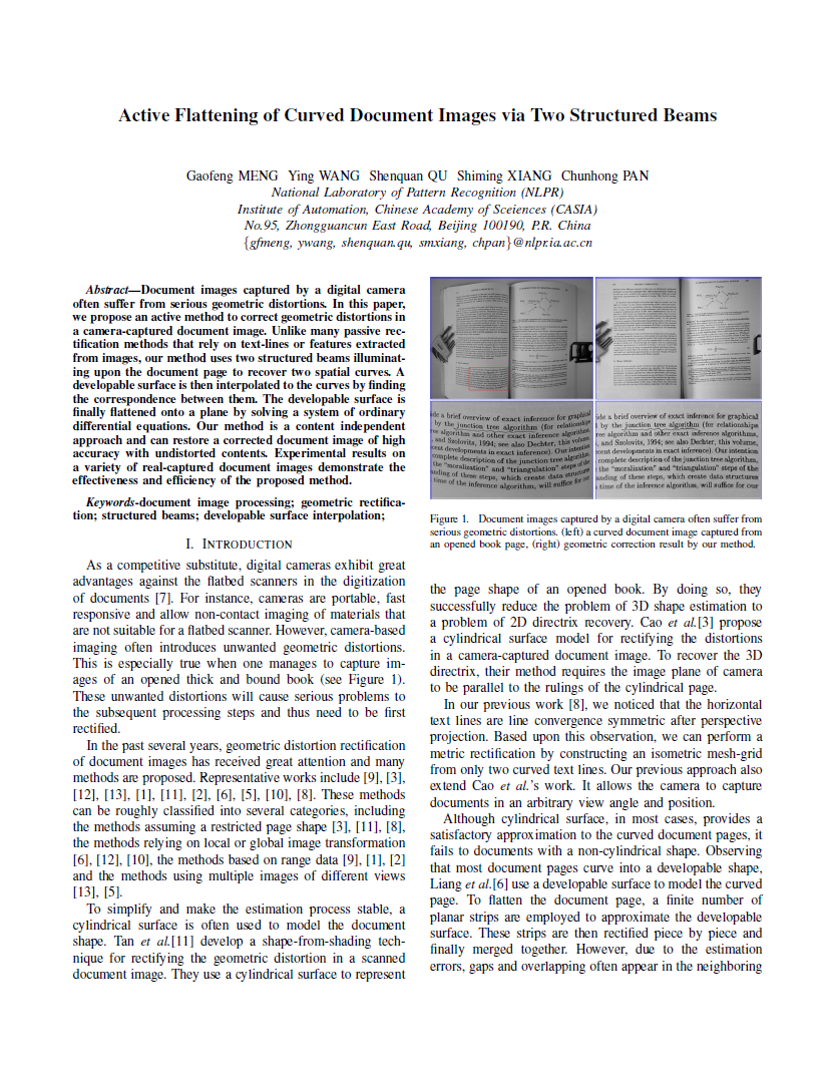 Active Flattening of Curved Document Images via Two Structured Beams
Gaofeng MENG Ying WANG Shenquan QU Shiming XIANG Chunhong PAN
National Laboratory of Pattern Recognition (NLPR)
Institute of Automation, Chinese Academy of Sceiences (CASIA)
No.95, Zhongguancun East Road, Beijing 100190, P.R. China
{gfmeng, ywang, shenquan.qu, smxiang, chpan}@nlpr.ia.ac.cn
Abstract—Document images captured by a digital camera
often suffer from serious geometric distortions. In this paper,
we propose an active method to correct geometric distortions in
a camera-captured document image. Unlike many passive rec-
tification methods that rely on text-lines or features extracted
from images, our method uses two structured beams illuminat-
ing upon the document page to recover two spatial curves. A
developable surface is then interpolated to the curves by finding
the correspondence between them. The developable surface is
finally flattened onto a plane by solving a system of ordinary
differential equations. Our method is a content independent
approach and can restore a corrected document image of high
accuracy with undistorted contents. Experimental results on
a variety of real-captured document images demonstrate the
effectiveness and efficiency of the proposed method.
Keywords-document image processing; geometric rectifica-
tion; structured beams; developable surface interpolation;
I. INTRODUCTION
As a competitive substitute, digital cameras exhibit great
advantages against the flatbed scanners in the digitization
of documents [7]. For instance, cameras are portable, fast
responsive and allow non-contact imaging of materials that
are not suitable for a flatbed scanner. However, camera-based
imaging often introduces unwanted geometric distortions.
This is especially true when one manages to capture im-
ages of an opened thick and bound book (see Figure 1).
These unwanted distortions will cause serious problems to
the subsequent processing steps and thus need to be first
rectified.
In the past several years, geometric distortion rectification
of document images has received great attention and many
methods are proposed. Representative works include [9], [3],
[12], [13], [1], [11], [2], [6], [5], [10], [8]. These methods
can be roughly classified into several categories, including
the methods assuming a restricted page shape [3], [11], [8],
the methods relying on local or global image transformation
[6], [12], [10], the methods based on range data [9], [1], [2]
and the methods using multiple images of different views
[13], [5].
To simplify and make the estimation process stable, a
cylindrical surface is often used to model the document
shape. Tan et al.[11] develop a shape-from-shading tech-
nique for rectifying the geometric distortion in a scanned
document image. They use a cylindrical surface to represent
ide a brief overview of exact inference for graphical
by the junction tree algorithm (for relationships
ree algorithm and other exact inference algorithms,
, and Szolovits, 1994; see also Dechter, this volume,
cent developments in exact inference). Our intention
complete description of the junction tree algorithm,
the "moralization" and "triangulation" steps of the
anding of these steps, which create data structures
time of the inference algorithm, will suffice for our
ide a brief overview of exact inference for graphical
l by the junction tree algorithm (for relationships
ree algorithm and other exact inference algorithms,
, and Szolovits, 1994; see also Dechter, this volume,
cent developments in exact inference). Our intention
complete description of the junction tree algorithm,
the "moralization" and "triangulation" steps of the
anding of these steps, which create data structures
time of the inference algorithm, will suffice for our
Figure 1. Document images captured by a digital camera often suffer from
serious geometric distortions. (left) a curved document image captured from
an opened book page, (right) geometric correction result by our method.
the page shape of an opened book. By doing so, they
successfully reduce the problem of 3D shape estimation to
a problem of 2D directrix recovery. Cao et al.[3] propose
a cylindrical surface model for rectifying the distortions
in a camera-captured document image. To recover the 3D
directrix, their method requires the image plane of camera
to be parallel to the rulings of the cylindrical page.
In our previous work [8], we noticed that the horizontal
text lines are line convergence symmetric after perspective
projection. Based upon this observation, we can perform a
metric rectification by constructing an isometric mesh-grid
from only two curved text lines. Our previous approach also
extend Cao et al.'s work. It allows the camera to capture
documents in an arbitrary view angle and position.
Although cylindrical surface, in most cases, provides a
satisfactory approximation to the curved document pages, it
fails to documents with a non-cylindrical shape. Observing
that most document pages curve into a developable shape,
Liang et al.[6] use a developable surface to model the curved
page. To flatten the document page, a finite number of
planar strips are employed to approximate the developable
surface. These strips are then rectified piece by piece and
finally merged together. However, due to the estimation
errors, gaps and overlapping often appear in the neighboring